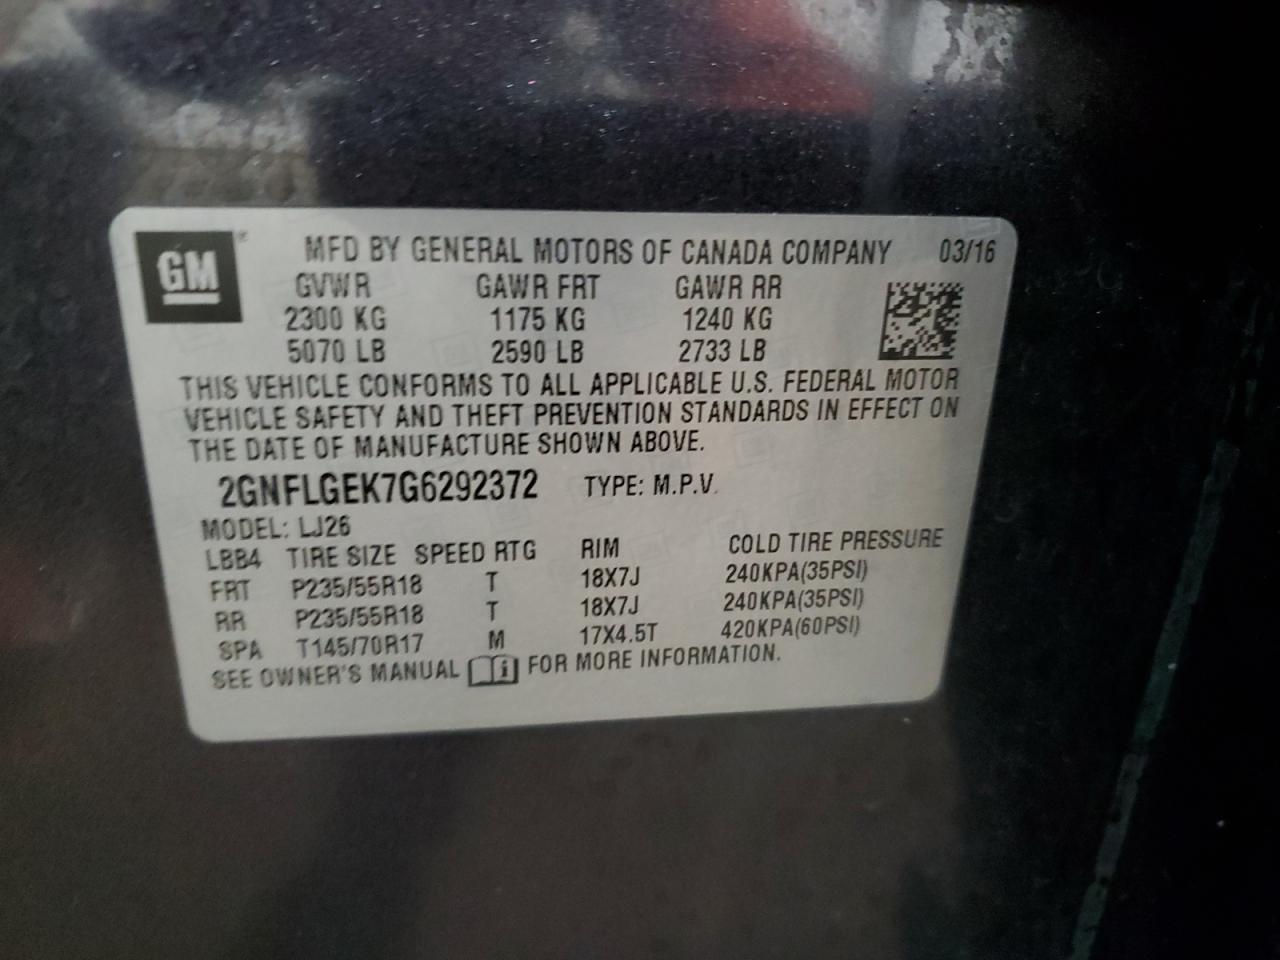 GM ® MFD BY GENERAL MOTORS OF CANADA COMPANY 03/16
GVWR GAWR FRT GAWR RR
2300 KG 1175 KG 1240 KG
5070 LB 2590 LB 2733 LB
THIS VEHICLE CONFORMS TO ALL APPLICABLE U.S. FEDERAL MOTOR
VEHICLE SAFETY AND THEFT PREVENTION STANDARDS IN EFFECT ON
THE DATE OF MANUFACTURE SHOWN ABOVE.
2GNFLGEK7G6292372 TYPE: M.P.V.
MODEL: LJ26
LBB4 TIRE SIZE SPEED RTG RIM COLD TIRE PRESSURE
FRT P235/55R18 T 18X7J 240KPA(35PSI)
RR P235/55R18 T 18X7J 240KPA(35PSI)
SPA T145/70R17 M 17X4.5T 420KPA(60PSI)
SEE OWNER'S MANUAL FOR MORE INFORMATION.